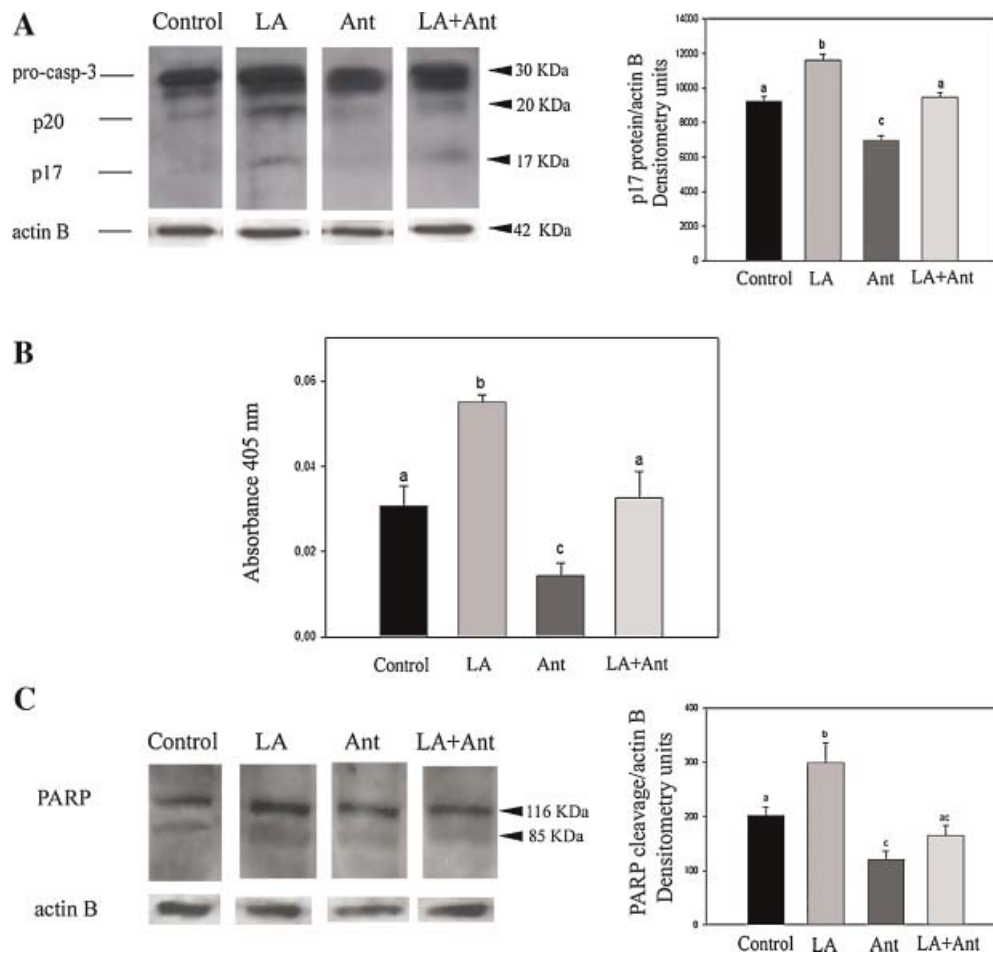 A
Control LA Ant LA+Ant
pro-casp-3
p20
p17
actin B
30 KDa
20 KDa
17 KDa
42 KDa
p17 protein/actin B
Densitometry units
14000
12000
10000
8000
6000
4000
2000
0
a
b
c
a
Control LA Ant LA+Ant
B
Absorbance 405 nm
0,06
0,04
0,02
0,00
a
b
c
a
Control LA Ant LA+Ant
C
Control LA Ant LA+Ant
PARP
116 KDa
85 KDa
actin B
PARP cleavage/actin B
Densitometry units
400
300
200
100
0
a
b
c
ac
Control LA Ant LA+Ant